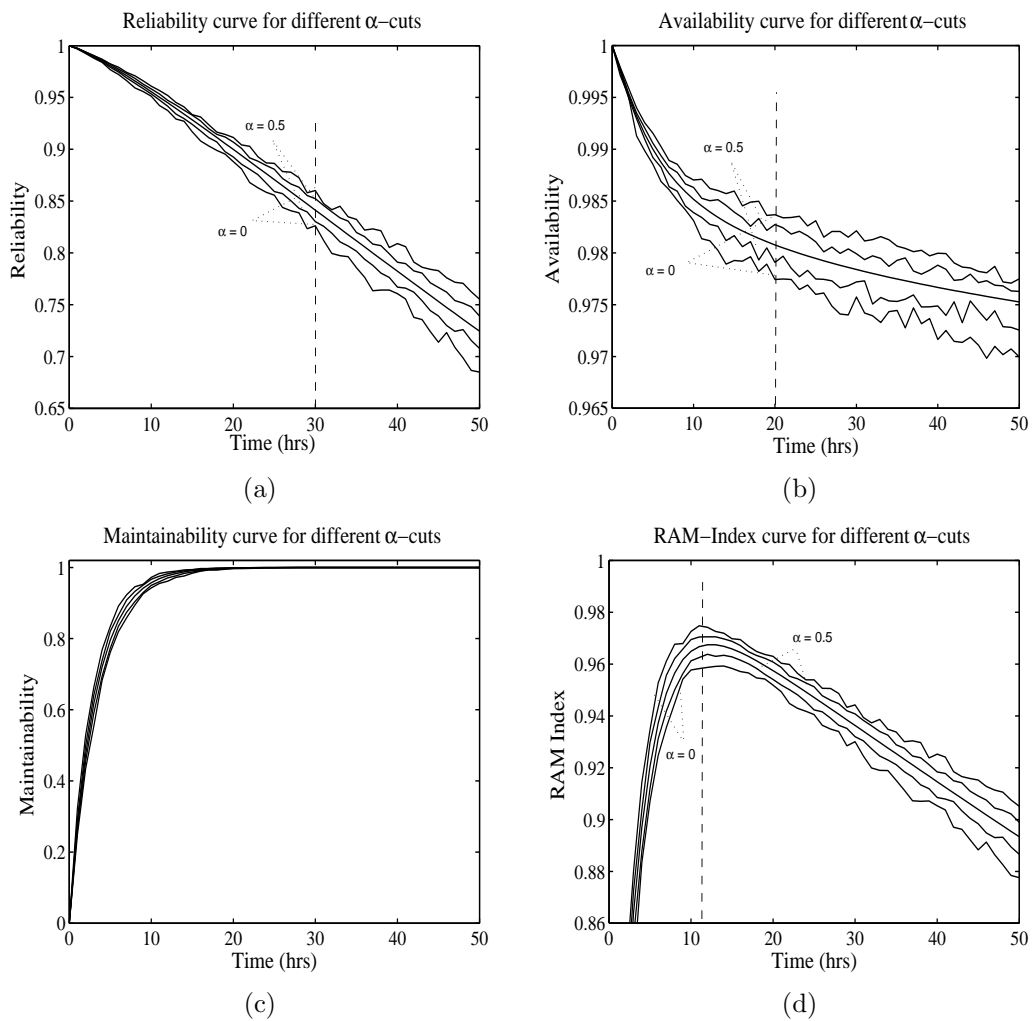 Reliability curve for different α−cuts
1
0.95
0.9
0.85
0.8
0.75
0.7
0.65
0 10 20 30 40 50
Reliability
Time (hrs)
α = 0.5
α = 0
(a)
Availability curve for different α−cuts
1
0.995
0.99
0.985
0.98
0.975
0.97
0.965
0 10 20 30 40 50
Availability
Time (hrs)
α = 0.5
α = 0
(b)
Maintainability curve for different α−cuts
1
0.8
0.6
0.4
0.2
0
0 10 20 30 40 50
Maintainability
Time (hrs)
(c)
RAM−Index curve for different α−cuts
1
0.98
0.96
0.94
0.92
0.9
0.88
0.86
0 10 20 30 40 50
RAM Index
Time (hrs)
α = 0.5
α = 0
(d)